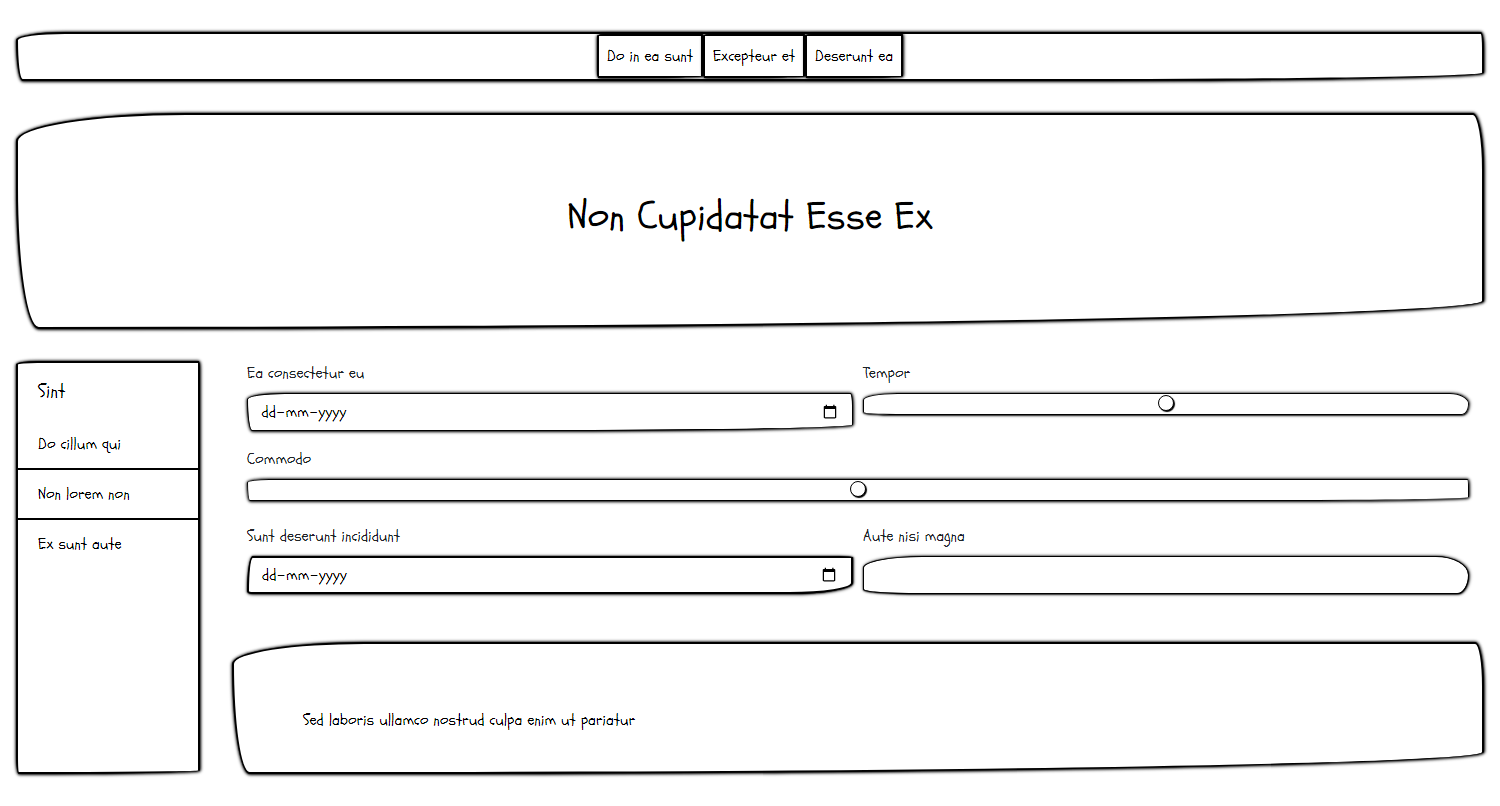 Do in ea sunt Excepteur et Deserunt ea
Non Cupidatat Esse Ex
Sint
Do cillum qui
Non lorem non
Ex sunt aute
Ea consectetur eu
dd-mm-yyyy
Tempor
Commodo
Sunt deserunt incididunt
dd-mm-yyyy
Aute nisi magna
Sed laboris ullamco nostrud culpa enim ut pariatur